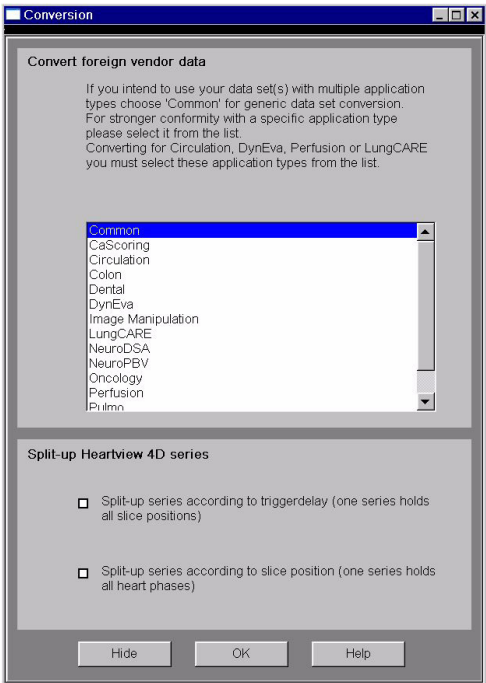 Conversion
Convert foreign vendor data
If you intend to use your data set(s) with multiple application
types choose 'Common' for generic data set conversion.
For stronger conformity with a specific application type
please select it from the list.
Converting for Circulation, DynEva, Perfusion or LungCARE
you must select these application types from the list.
Common
CaScoring
Circulation
Colon
Dental
DynEva
Image Manipulation
LungCARE
NeuroDSA
NeuroPBV
Oncology
Perfusion
Pulmo
Split-up Heartview 4D series
Split-up series according to triggerdelay (one series holds
all slice positions)
Split-up series according to slice position (one series holds
all heart phases)
Hide OK Help